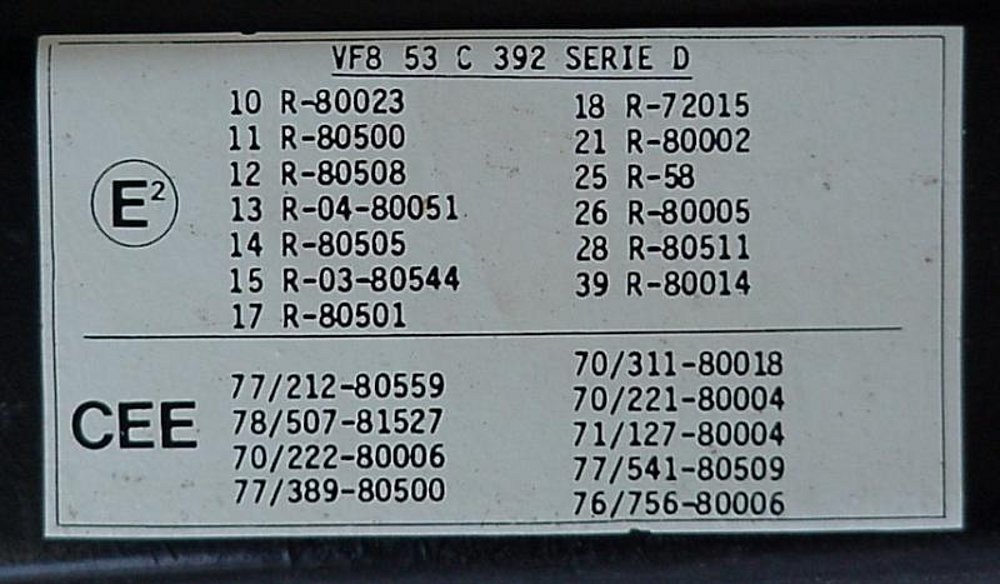 VF8 53 C 392 SERIE D
E2
10 R-80023
11 R-80500
12 R-80508
13 R-04-80051
14 R-80505
15 R-03-80544
17 R-80501
18 R-72015
21 R-80002
25 R-58
26 R-80005
28 R-80511
39 R-80014
CEE
77/212-80559
78/507-81527
70/222-80006
77/389-80500
70/311-80018
70/221-80004
71/127-80004
77/541-80509
76/756-80006